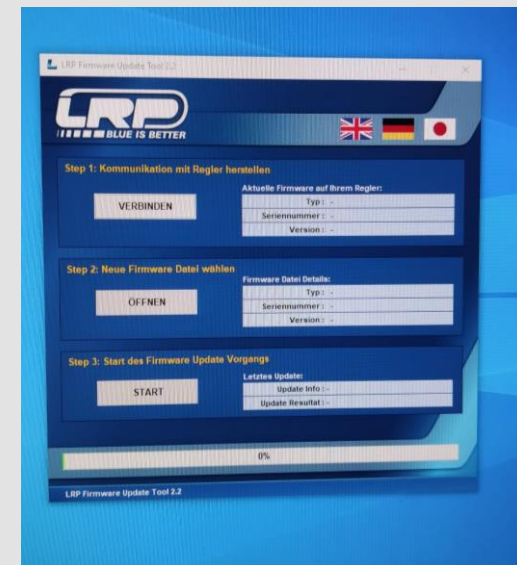 LRP Firmware Update Tool 2.2
LRP
BLUE IS BETTER
Step 1: Kommunikation mit Regler herstellen
VERBINDEN
Aktuelle Firmware auf Ihrem Regler:
Typ : -
Seriennummer : -
Version : -
Step 2: Neue Firmware Datei wählen
ÖFFNEN
Firmware Datei Details:
Typ : -
Seriennummer : -
Version : -
Step 3: Start des Firmware Update Vorgangs
START
Letztes Update:
Update Info : -
Update Resultat : -
0%
LRP Firmware Update Tool 2.2